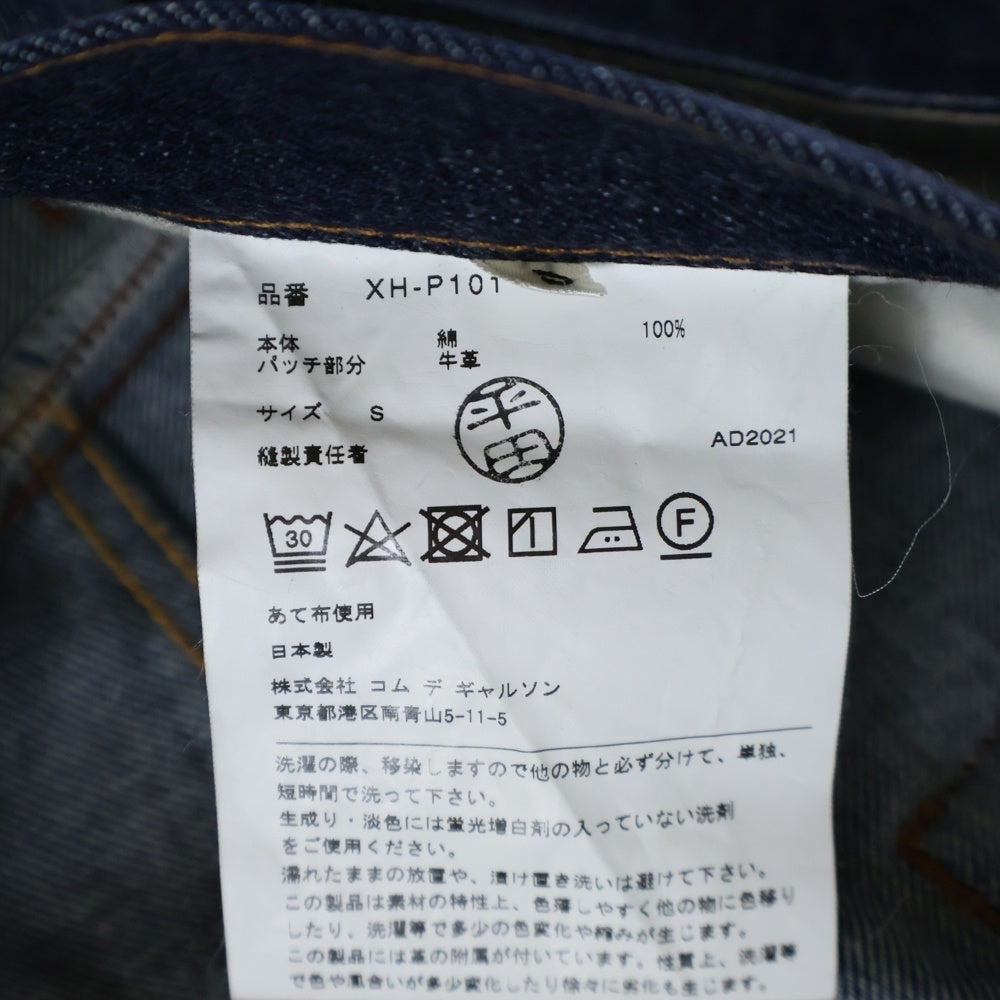 品番 XH-P101
本体 綿 100%
パッチ部分 牛革
サイズ S
平田
縫製責任者 AD2021
30 F
あて布使用
日本製
株式会社 コム デ ギャルソン
東京都港区南青山5-11-5
洗濯の際、移染しますので他の物と必ず分けて、単独、
短時間で洗って下さい。
生成り・淡色には蛍光増白剤の入っていない洗剤
をご使用ください。
濡れたままの放置や、漬け置き洗いは避けて下さい。
この製品は素材の特性上、色落しやすく他の物に色移り
したり、洗濯等で多少の色変化や縮みが生じます。
この製品には革の附属が付いています。性質上、洗濯等
で色や風合いが多少変化したり徐々に劣化も生じます。